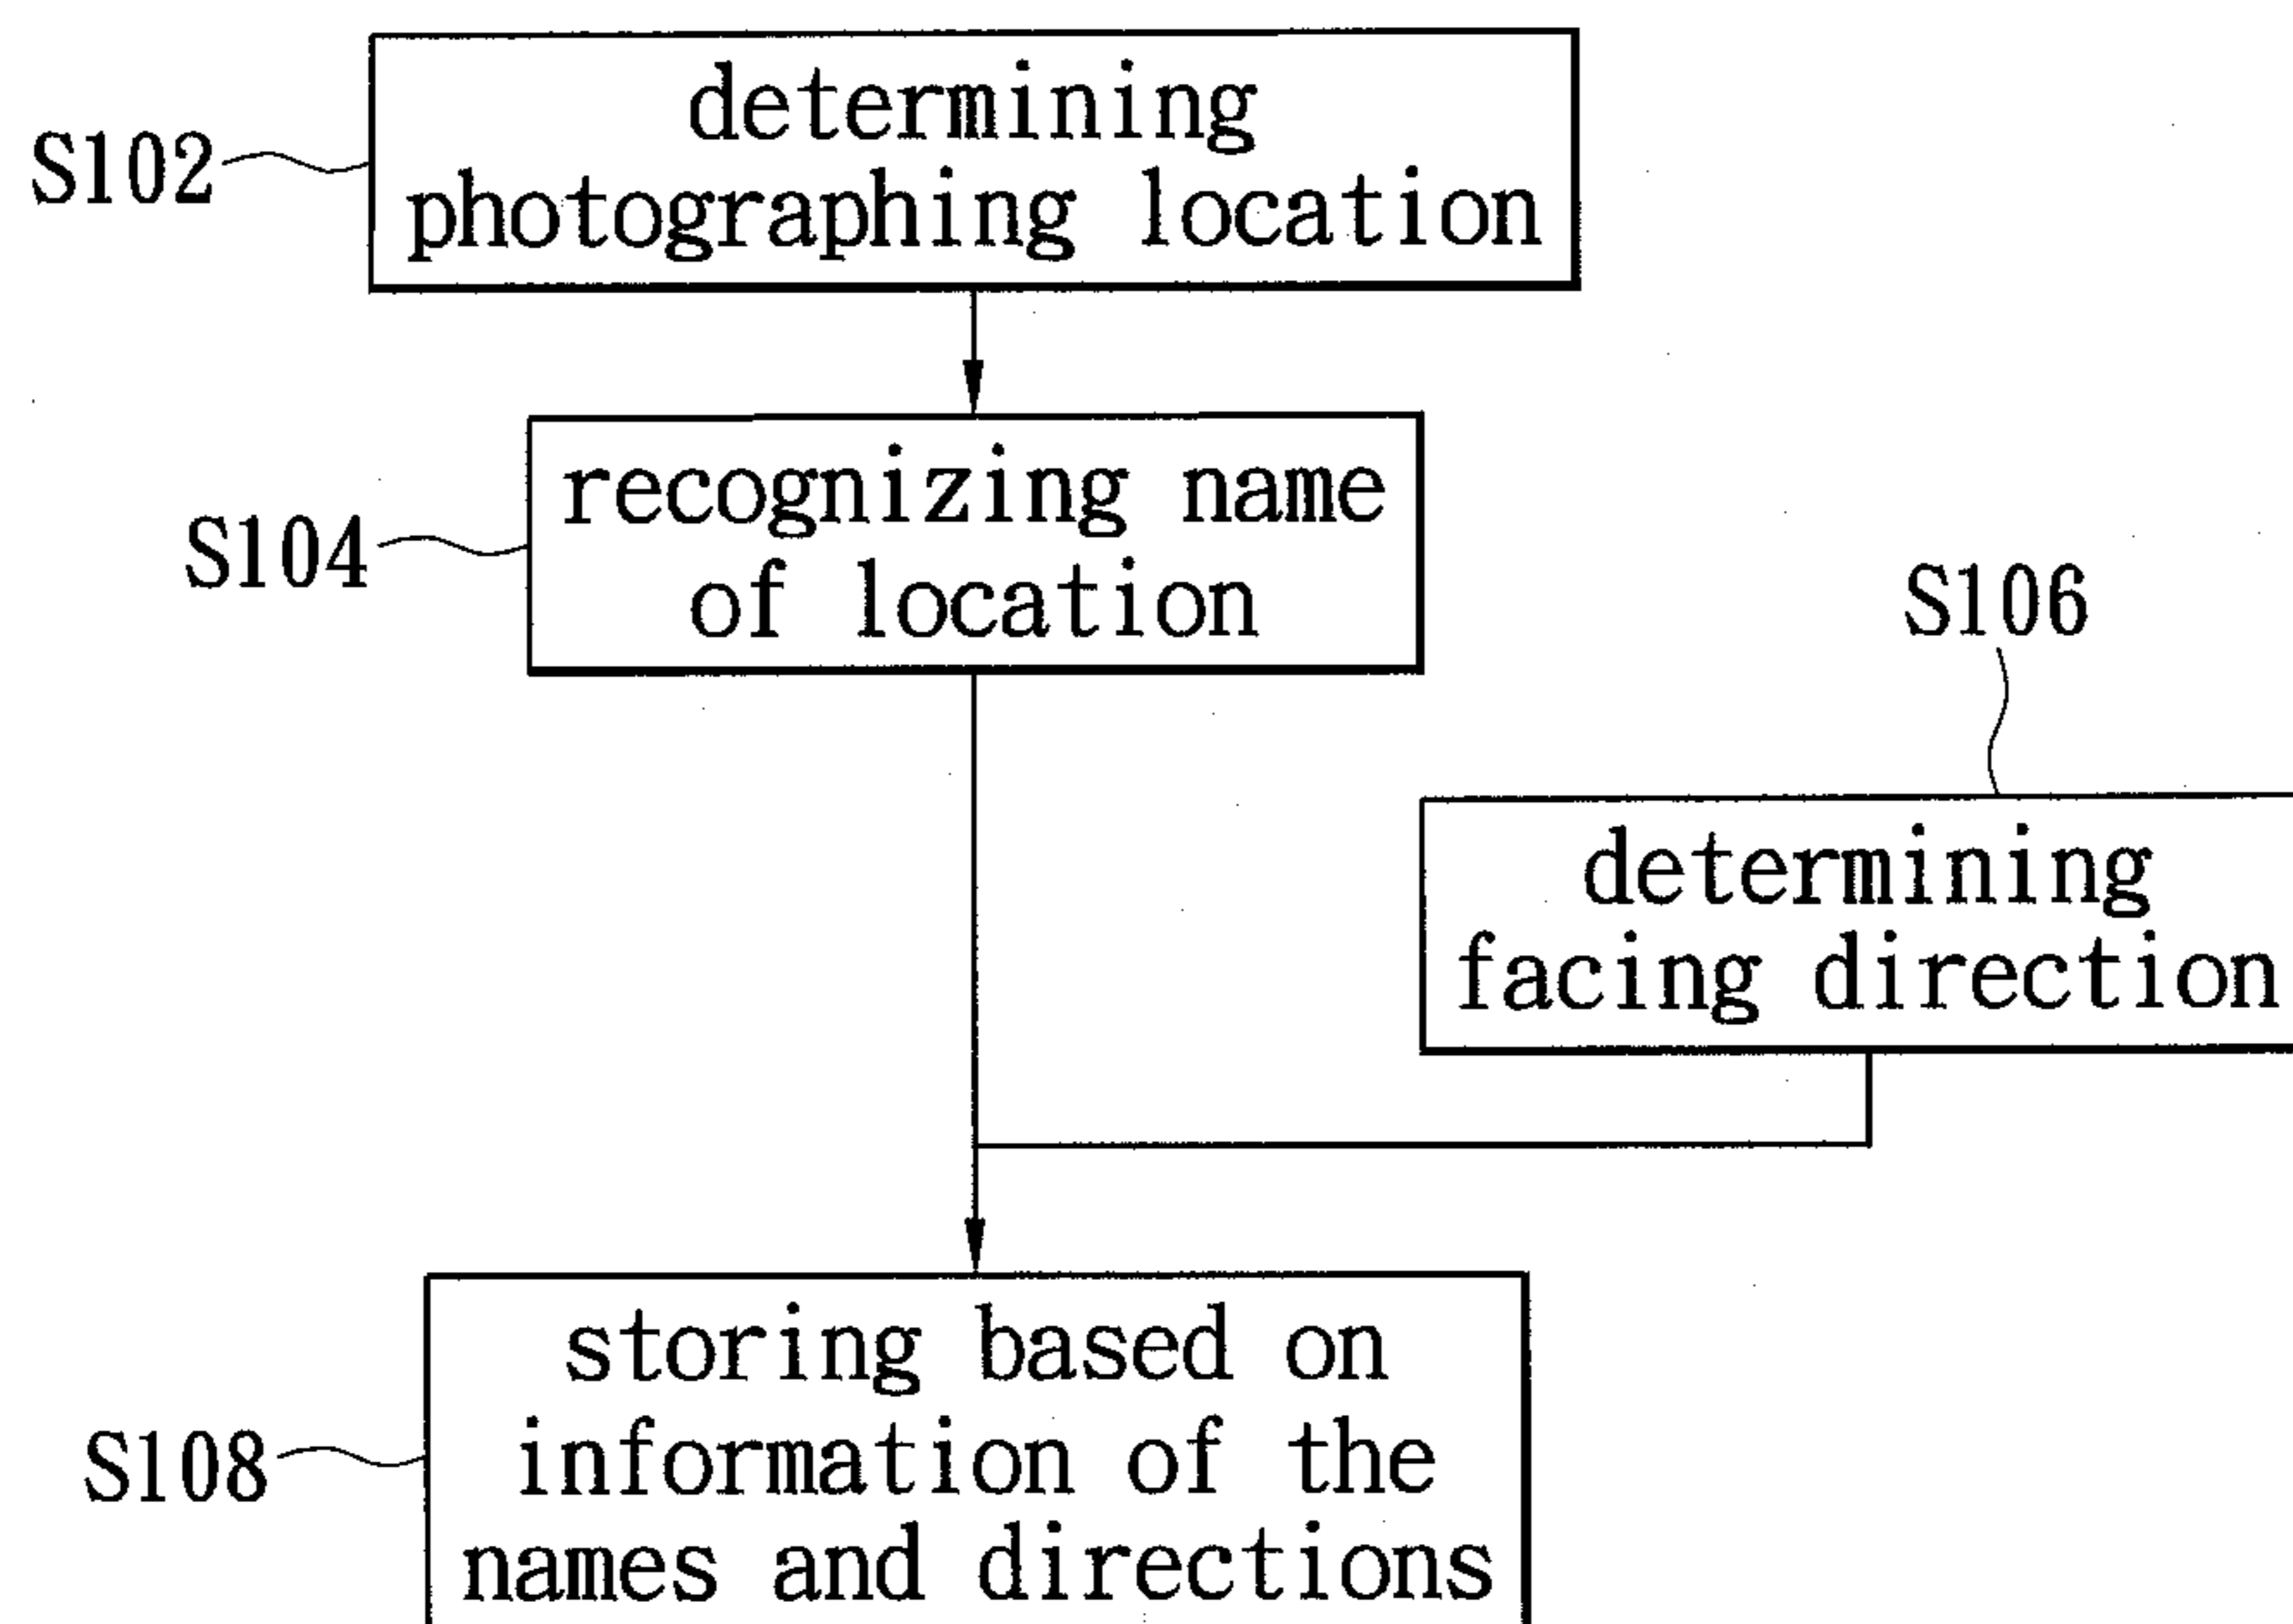 determining
S102
photographing location
recognizing name
S104
of location
S106
determining
facing direction
storing based on
S108
information of the
names and directions